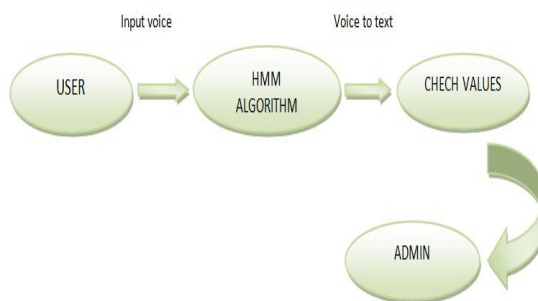 Input voice
Voice to text
USER
HMM
ALGORITHM
CHECH VALUES
ADMIN